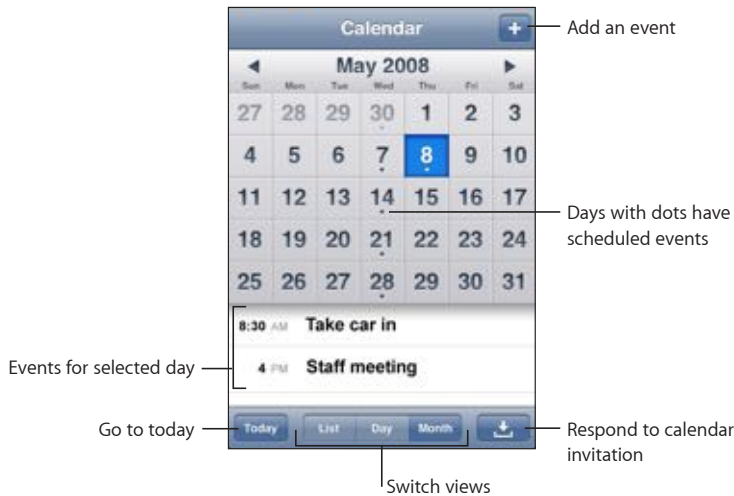 Calendar
+
Add an event
May 2008
Sun Mon Tue Wed Thu Fri Sat
27 28 29 30 1 2 3
4 5 6 7 8 9 10
11 12 13 14 15 16 17
Days with dots have
scheduled events
18 19 20 21 22 23 24
25 26 27 28 29 30 31
8:30 AM Take car in
Events for selected day
4 PM Staff meeting
Go to today
Today List Day Month
Respond to calendar
invitation
Switch views